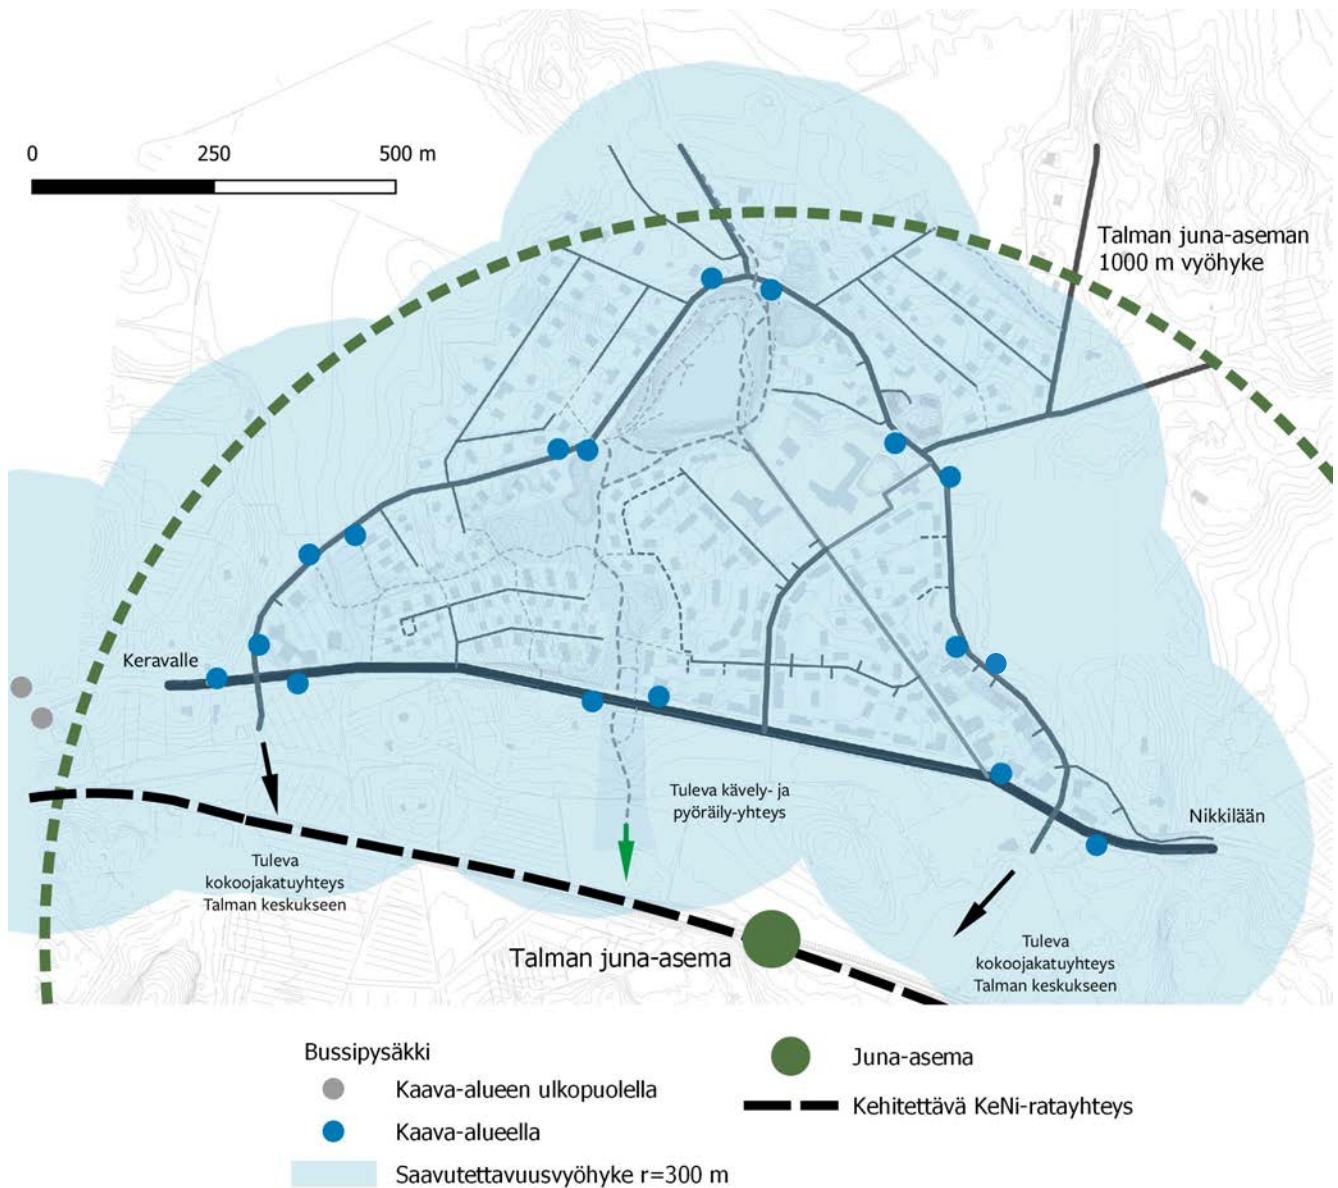 0 250 500 m
Talman juna-aseman
1000 m vyöhyke
Keravalle
Tuleva kävely- ja
pyöräily-yhteys
Nikkilään
Tuleva
kokoojakatuyhteys
Talman keskukseen
Talman juna-asema
Tuleva
kokoojakatuyhteys
Talman keskukseen
Bussipysäkki
Kaava-alueen ulkopuolella
Kaava-alueella
Saavutettavuusvyöhyke r=300 m
Juna-asema
Kehitettävä KeNi-ratayhteys